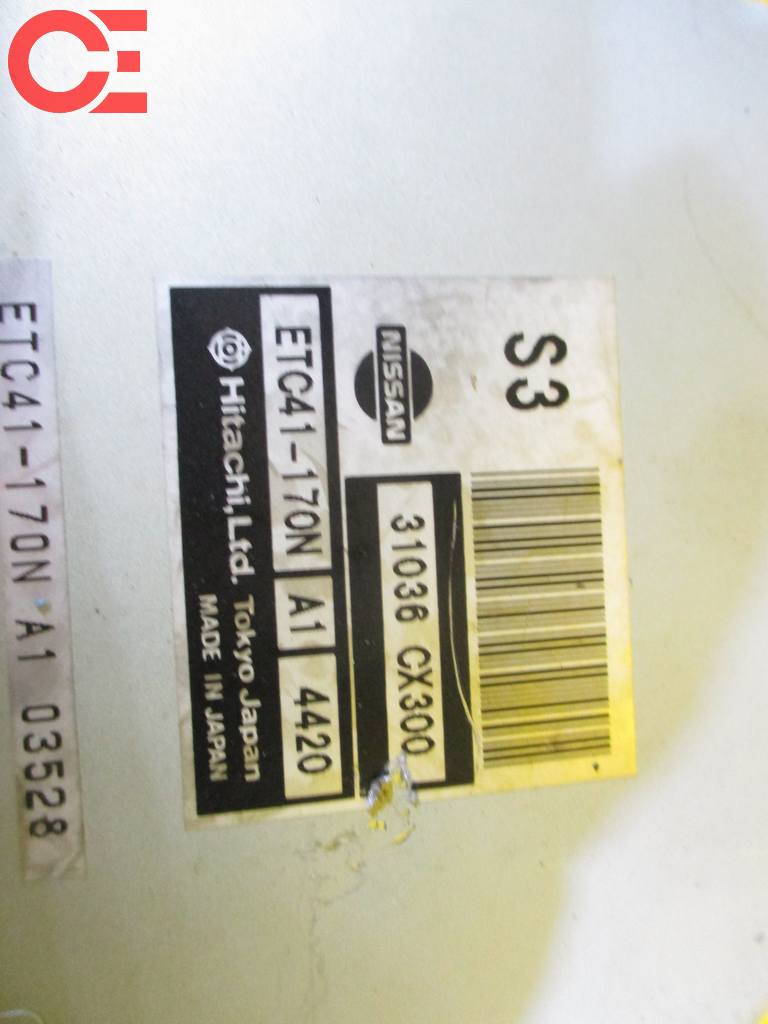 CE
S3
NISSAN
31036 CX300
ETC41-170N A1 4420
Hitachi, Ltd. Tokyo Japan
MADE IN JAPAN
ETC41-170N A1 03528